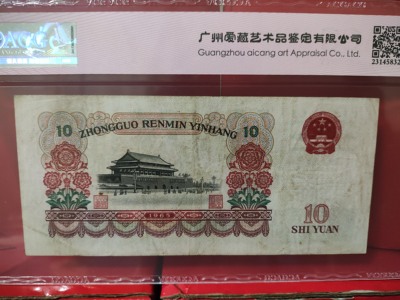 广州爱藏艺术品鉴定有限公司
Guangzhou aicang art Appraisal Co., Ltd.
2314583
10 ZHONGGUO RENMIN YINHANG 10
1965
10
SHI YUAN